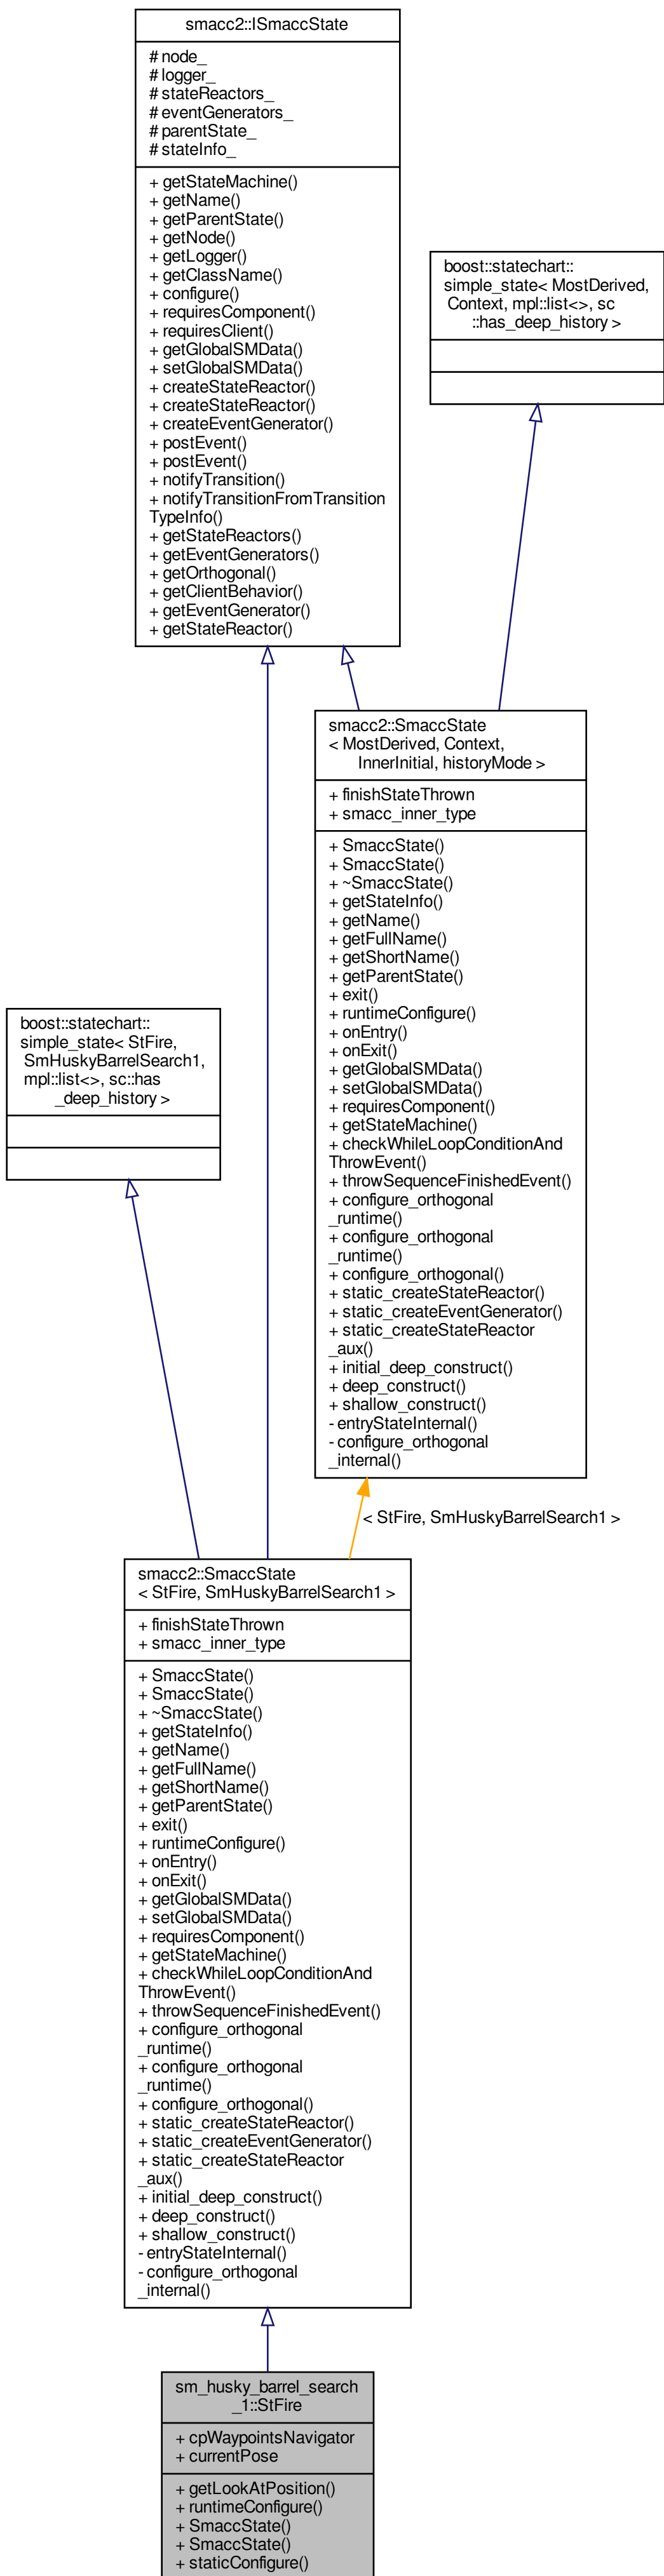 smacc2::ISmaccState
# node_
# logger_
# stateReactors_
# eventGenerators_
# parentState_
# stateInfo_
+ getStateMachine()
+ getName()
+ getParentState()
+ getNode()
+ getLogger()
+ getClassName()
+ configure()
+ requiresComponent()
+ requiresClient()
+ getGlobalSMData()
+ setGlobalSMData()
+ createStateReactor()
+ createStateReactor()
+ createEventGenerator()
+ postEvent()
+ postEvent()
+ notifyTransition()
+ notifyTransitionFromTransition
TypeInfo()
+ getStateReactors()
+ getEventGenerators()
+ getOrthogonal()
+ getClientBehavior()
+ getEventGenerator()
+ getStateReactor()
boost::statechart::
simple_state< MostDerived,
Context, mpl::list<>, sc
::has_deep_history >
smacc2::SmaccState
< MostDerived, Context,
InnerInitial, historyMode >
+ finishStateThrown
+ smacc_inner_type
+ SmaccState()
+ SmaccState()
+ ~SmaccState()
+ getStateInfo()
+ getName()
+ getFullName()
+ getShortName()
+ getParentState()
+ exit()
+ runtimeConfigure()
+ onEntry()
+ onExit()
+ getGlobalSMData()
+ setGlobalSMData()
+ requiresComponent()
+ getStateMachine()
+ checkWhileLoopConditionAnd
ThrowEvent()
+ throwSequenceFinishedEvent()
+ configure_orthogonal
_runtime()
+ configure_orthogonal
_runtime()
+ configure_orthogonal()
+ static_createStateReactor()
+ static_createEventGenerator()
+ static_createStateReactor
_aux()
+ initial_deep_construct()
+ deep_construct()
+ shallow_construct()
- entryStateInternal()
- configure_orthogonal
_internal()
boost::statechart::
simple_state< StFire,
SmHuskyBarrelSearch1,
mpl::list<>, sc::has
_deep_history >
< StFire, SmHuskyBarrelSearch1 >
smacc2::SmaccState
< StFire, SmHuskyBarrelSearch1 >
+ finishStateThrown
+ smacc_inner_type
+ SmaccState()
+ SmaccState()
+ ~SmaccState()
+ getStateInfo()
+ getName()
+ getFullName()
+ getShortName()
+ getParentState()
+ exit()
+ runtimeConfigure()
+ onEntry()
+ onExit()
+ getGlobalSMData()
+ setGlobalSMData()
+ requiresComponent()
+ getStateMachine()
+ checkWhileLoopConditionAnd
ThrowEvent()
+ throwSequenceFinishedEvent()
+ configure_orthogonal
_runtime()
+ configure_orthogonal
_runtime()
+ configure_orthogonal()
+ static_createStateReactor()
+ static_createEventGenerator()
+ static_createStateReactor
_aux()
+ initial_deep_construct()
+ deep_construct()
+ shallow_construct()
- entryStateInternal()
- configure_orthogonal
_internal()
sm_husky_barrel_search
_1::StFire
+ cpWaypointsNavigator
+ currentPose
+ getLookAtPosition()
+ runtimeConfigure()
+ SmaccState()
+ SmaccState()
+ staticConfigure()